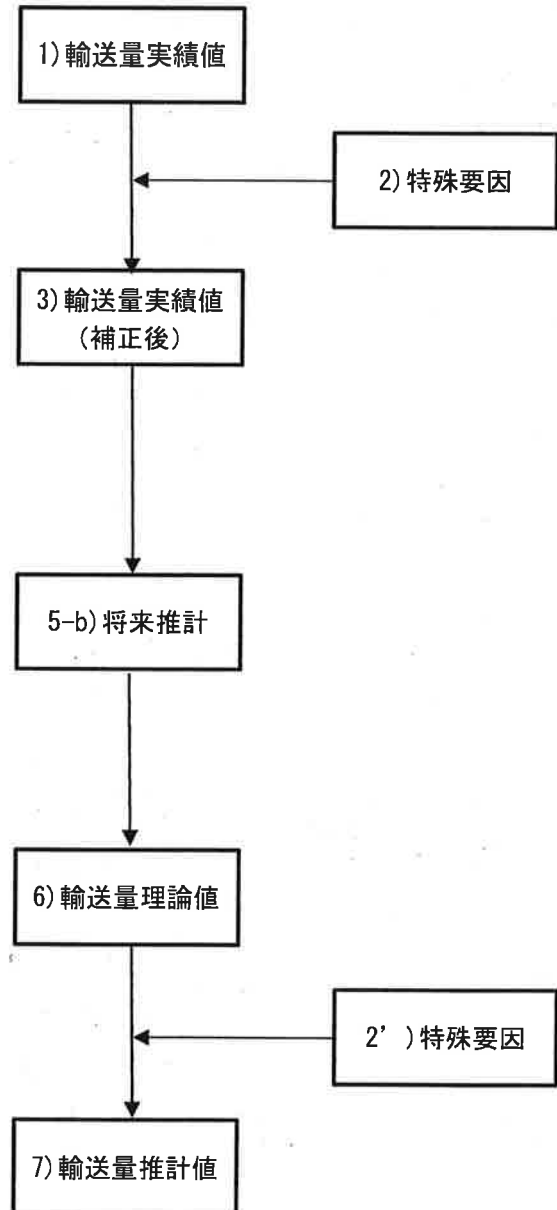 1)輸送量実績値
2)特殊要因
3)輸送量実績値
(補正後)
5-b)将来推計
6)輸送量理論値
2’)特殊要因
7)輸送量推計値